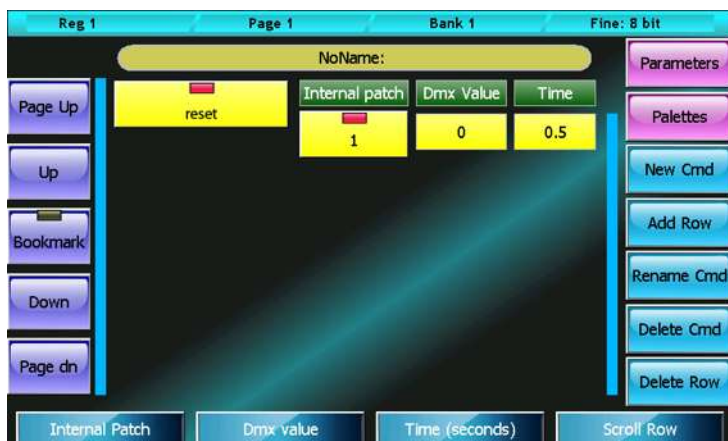 Reg 1 Page 1 Bank 1 Fine: 8 bit
NoName:
Parameters
Page Up
reset
Internal patch Dmx Value Time
1 0 0.5
Palettes
Up
New Cmd
Bookmark
Add Row
Rename Cmd
Down
Delete Cmd
Page dn
Delete Row
Internal Patch Dmx value Time (seconds) Scroll Row